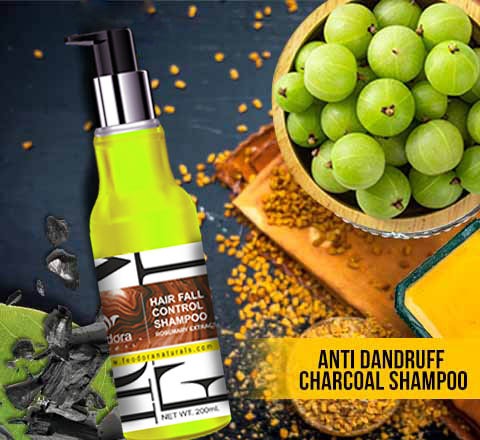 HAIR FALL
CONTROL
SHAMPOO
ROSEMARY EXTRACT
www.feodoranaturals.com
NET WT. 200mL
ANTI DANDRUFF
CHARCOAL SHAMPOO